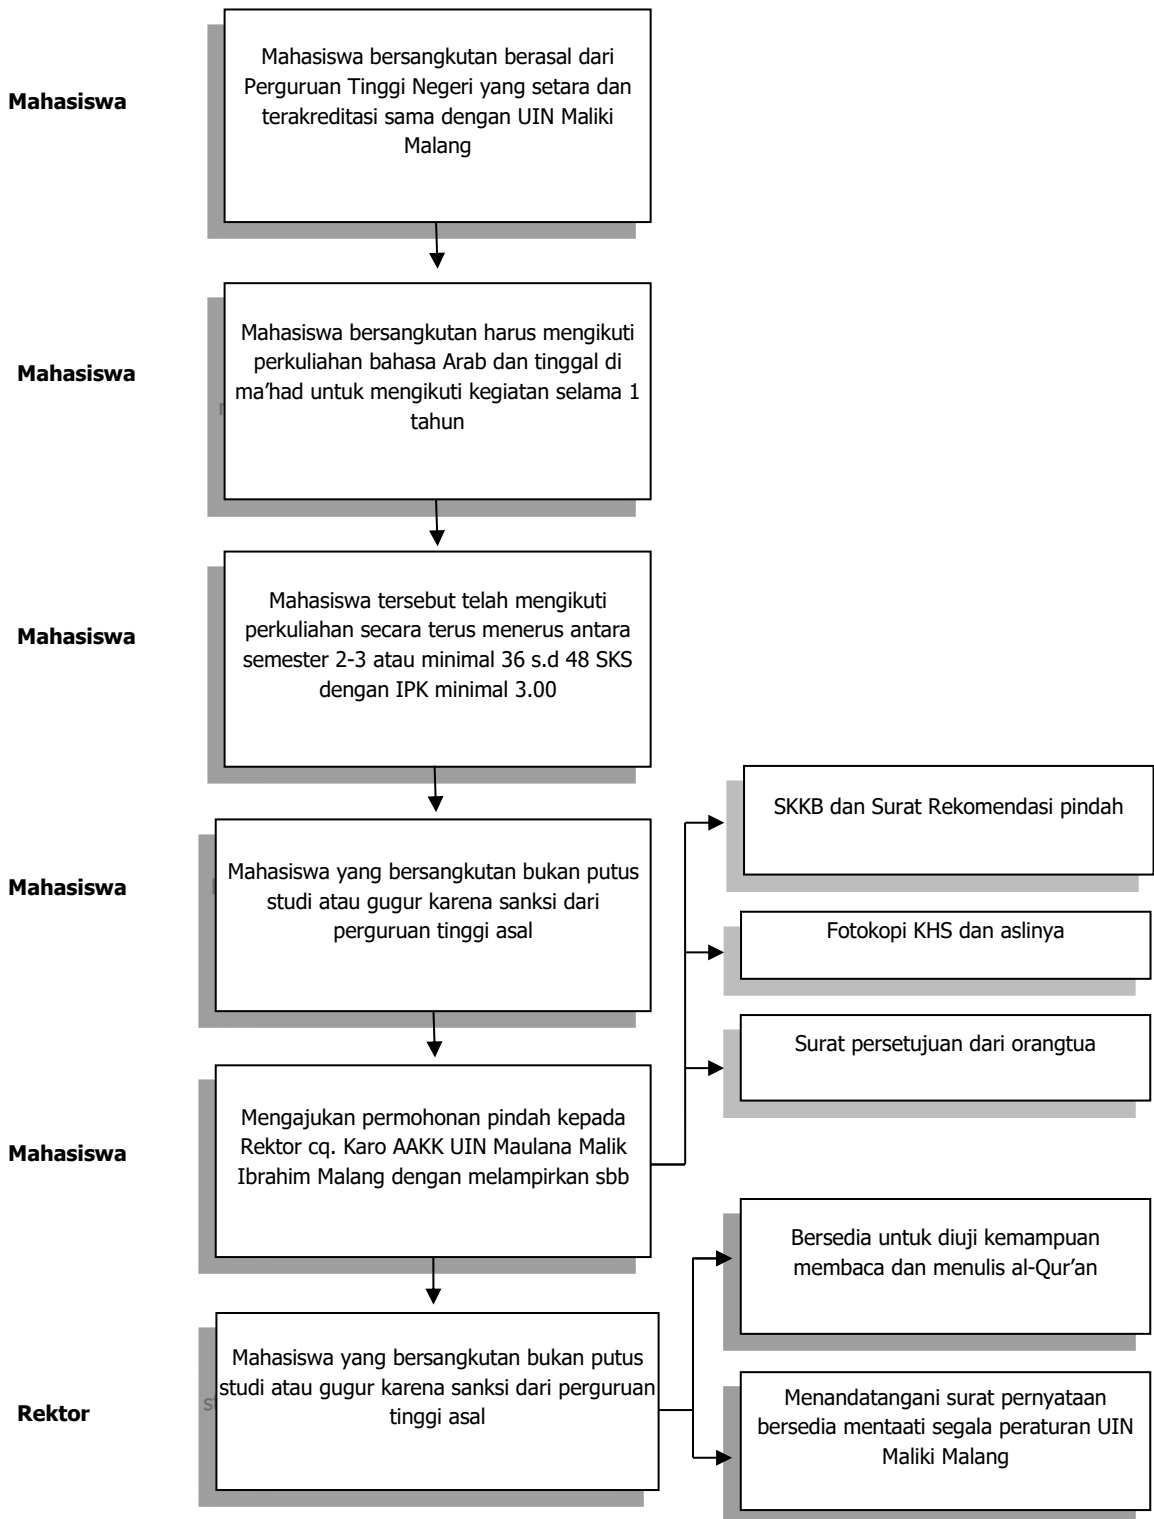 Mahasiswa
Mahasiswa bersangkutan berasal dari
Perguruan Tinggi Negeri yang setara dan
terakreditasi sama dengan UIN Maliki
Malang
Mahasiswa
Mahasiswa bersangkutan harus mengikuti
perkuliahan bahasa Arab dan tinggal di
ma’had untuk mengikuti kegiatan selama 1
tahun
Mahasiswa
Mahasiswa tersebut telah mengikuti
perkuliahan secara terus menerus antara
semester 2-3 atau minimal 36 s.d 48 SKS
dengan IPK minimal 3.00
Mahasiswa
Mahasiswa yang bersangkutan bukan putus
studi atau gugur karena sanksi dari
perguruan tinggi asal
SKKB dan Surat Rekomendasi pindah
Fotokopi KHS dan aslinya
Surat persetujuan dari orangtua
Mahasiswa
Mengajukan permohonan pindah kepada
Rektor cq. Karo AAKK UIN Maulana Malik
Ibrahim Malang dengan melampirkan sbb
Rektor
Mahasiswa yang bersangkutan bukan putus
studi atau gugur karena sanksi dari perguruan
tinggi asal
Bersedia untuk diuji kemampuan
membaca dan menulis al-Qur’an
Menandatangani surat pernyataan
bersedia mentaati segala peraturan UIN
Maliki Malang